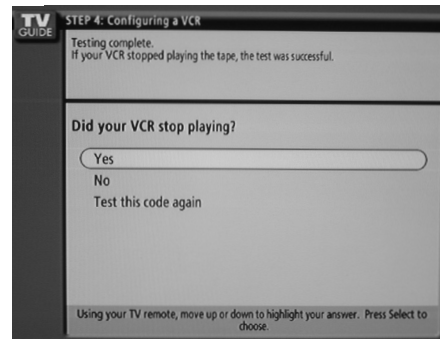 TV
GUIDE
STEP 4: Configuring a VCR
Testing complete.
If your VCR stopped playing the tape, the test was successful.
Did your VCR stop playing?
Yes
No
Test this code again
Using your TV remote, move up or down to highlight your answer. Press Select to
choose.